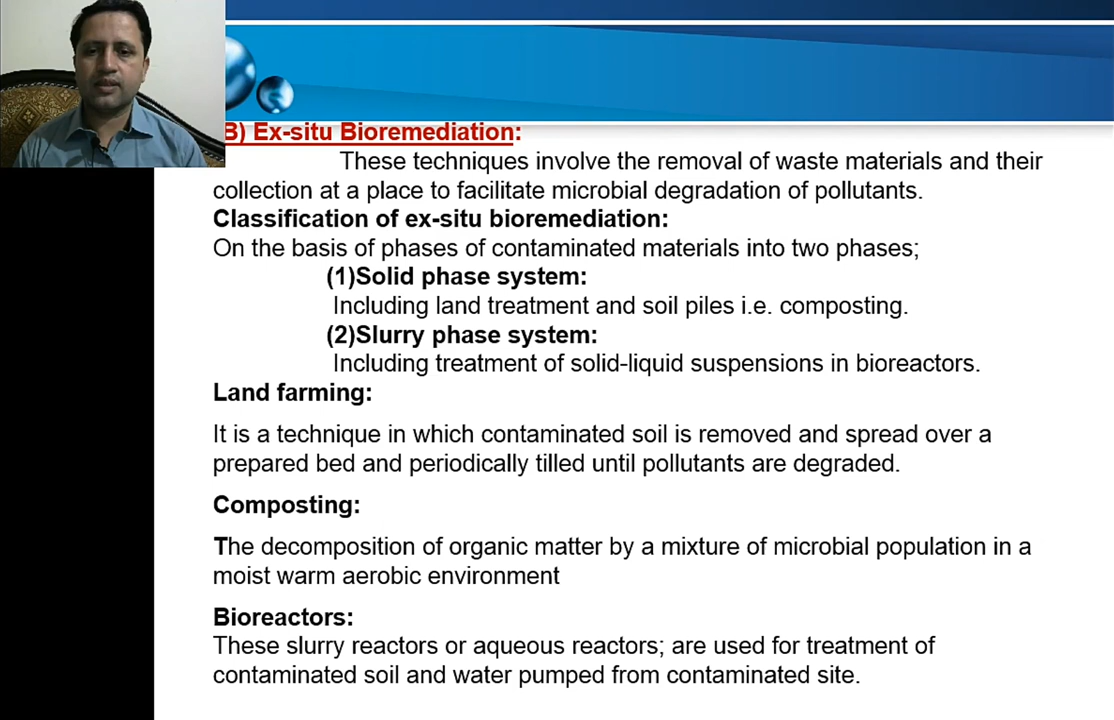 B) Ex-situ Bioremediation:
These techniques involve the removal of waste materials and their
collection at a place to facilitate microbial degradation of pollutants.
Classification of ex-situ bioremediation:
On the basis of phases of contaminated materials into two phases;
(1)Solid phase system:
Including land treatment and soil piles i.e. composting.
(2)Slurry phase system:
Including treatment of solid-liquid suspensions in bioreactors.
Land farming:
It is a technique in which contaminated soil is removed and spread over a
prepared bed and periodically tilled until pollutants are degraded.
Composting:
The decomposition of organic matter by a mixture of microbial population in a
moist warm aerobic environment
Bioreactors:
These slurry reactors or aqueous reactors; are used for treatment of
contaminated soil and water pumped from contaminated site.